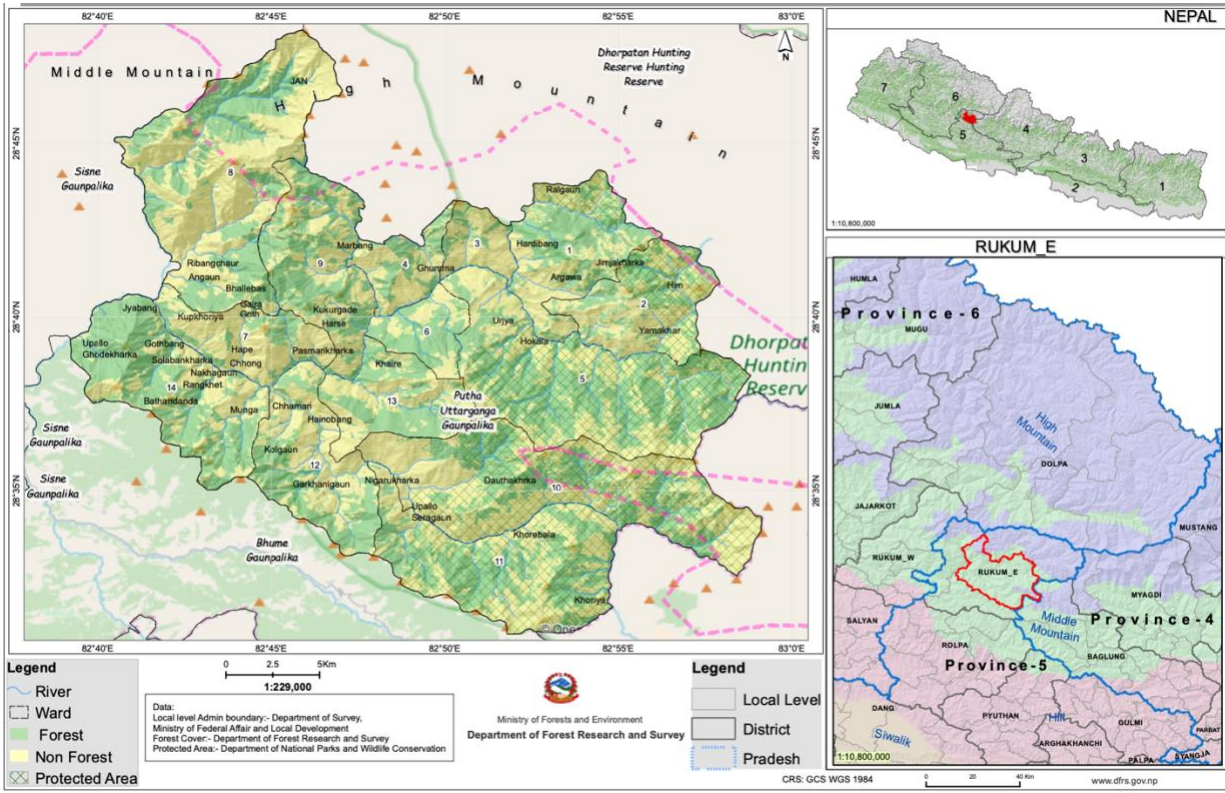 82°40'E
82°45'E
82°50'E
82°55'E
83°0'E
NEPAL
Middle Mountain
High Mountain
Dhorpatan Hunting
Reserve Hunting
Reserve
N
JAN
28°45'N
28°45'N
Sisne
Gaunpalika
8
Ralgaun
Marbang
3
Hardibang
1
9
4
Ghumma
Jimjalkharka
Ribangchaur
Angaun
Argawa
Him
Bhallebas
2
28°40'N
28°40'N
Jyabang
Kupkhoriya
Gaira
Goth
Kukurgade
Urjya
Harse
6
Yamakhar
7
Hokala
Upallo
Ghodekharka
Gothbang
Hape
Pasmarikharka
Dhorpat
Huntin
Reserv
Solabankharka
Chhong
Khaire
Nakhagaun
5
14
Rangkhet
13
Putha
Uttarganga
Gaunpalika
Bathandanda
Munga
Chhamari
Hainobang
Sisne
Gaunpalika
Kolgaun
12
Sisne
Gaunpalika
Garkhanigaun
Nigarukharka
Dauthakhrka
10
28°35'N
28°35'N
Upallo
Seragaun
Khorebala
Bhume
Gaunpalika
11
Khoriya
82°40'E
82°45'E
82°50'E
82°55'E
83°0'E
7
6
5
4
3
2
1
1:10,800,000
RUKUM_E
HUMLA
Province-6
MUGU
JUMLA
High
Mountain
DOLPA
JAJARKOT
MUSTANG
RUKUM_W
RUKUM_E
MYAGDI
SALYAN
Middle
Mountain
Province-4
ROLPA
BAGLUNG
Province-5
DANG
PYUTHAN
Hill
GULMI
PARBAT
Siwalik
ARGHAKHANCHI
PALPA
SYANGJA
1:10,800,000
Legend
River
Ward
Forest
Non Forest
Protected Area
0 2.5 5Km
1:229,000
Data:
Local level Admin boundary:- Department of Survey,
Ministry of Federal Affair and Local Development
Forest Cover:- Department of Forest Research and Survey
Protected Area:- Department of National Parks and Wildlife Conservation
Ministry of Forests and Environment
Department of Forest Research and Survey
Legend
Local Level
District
Pradesh
CRS: GCS WGS 1984
0 20 40 Km
www.dfrs.gov.np